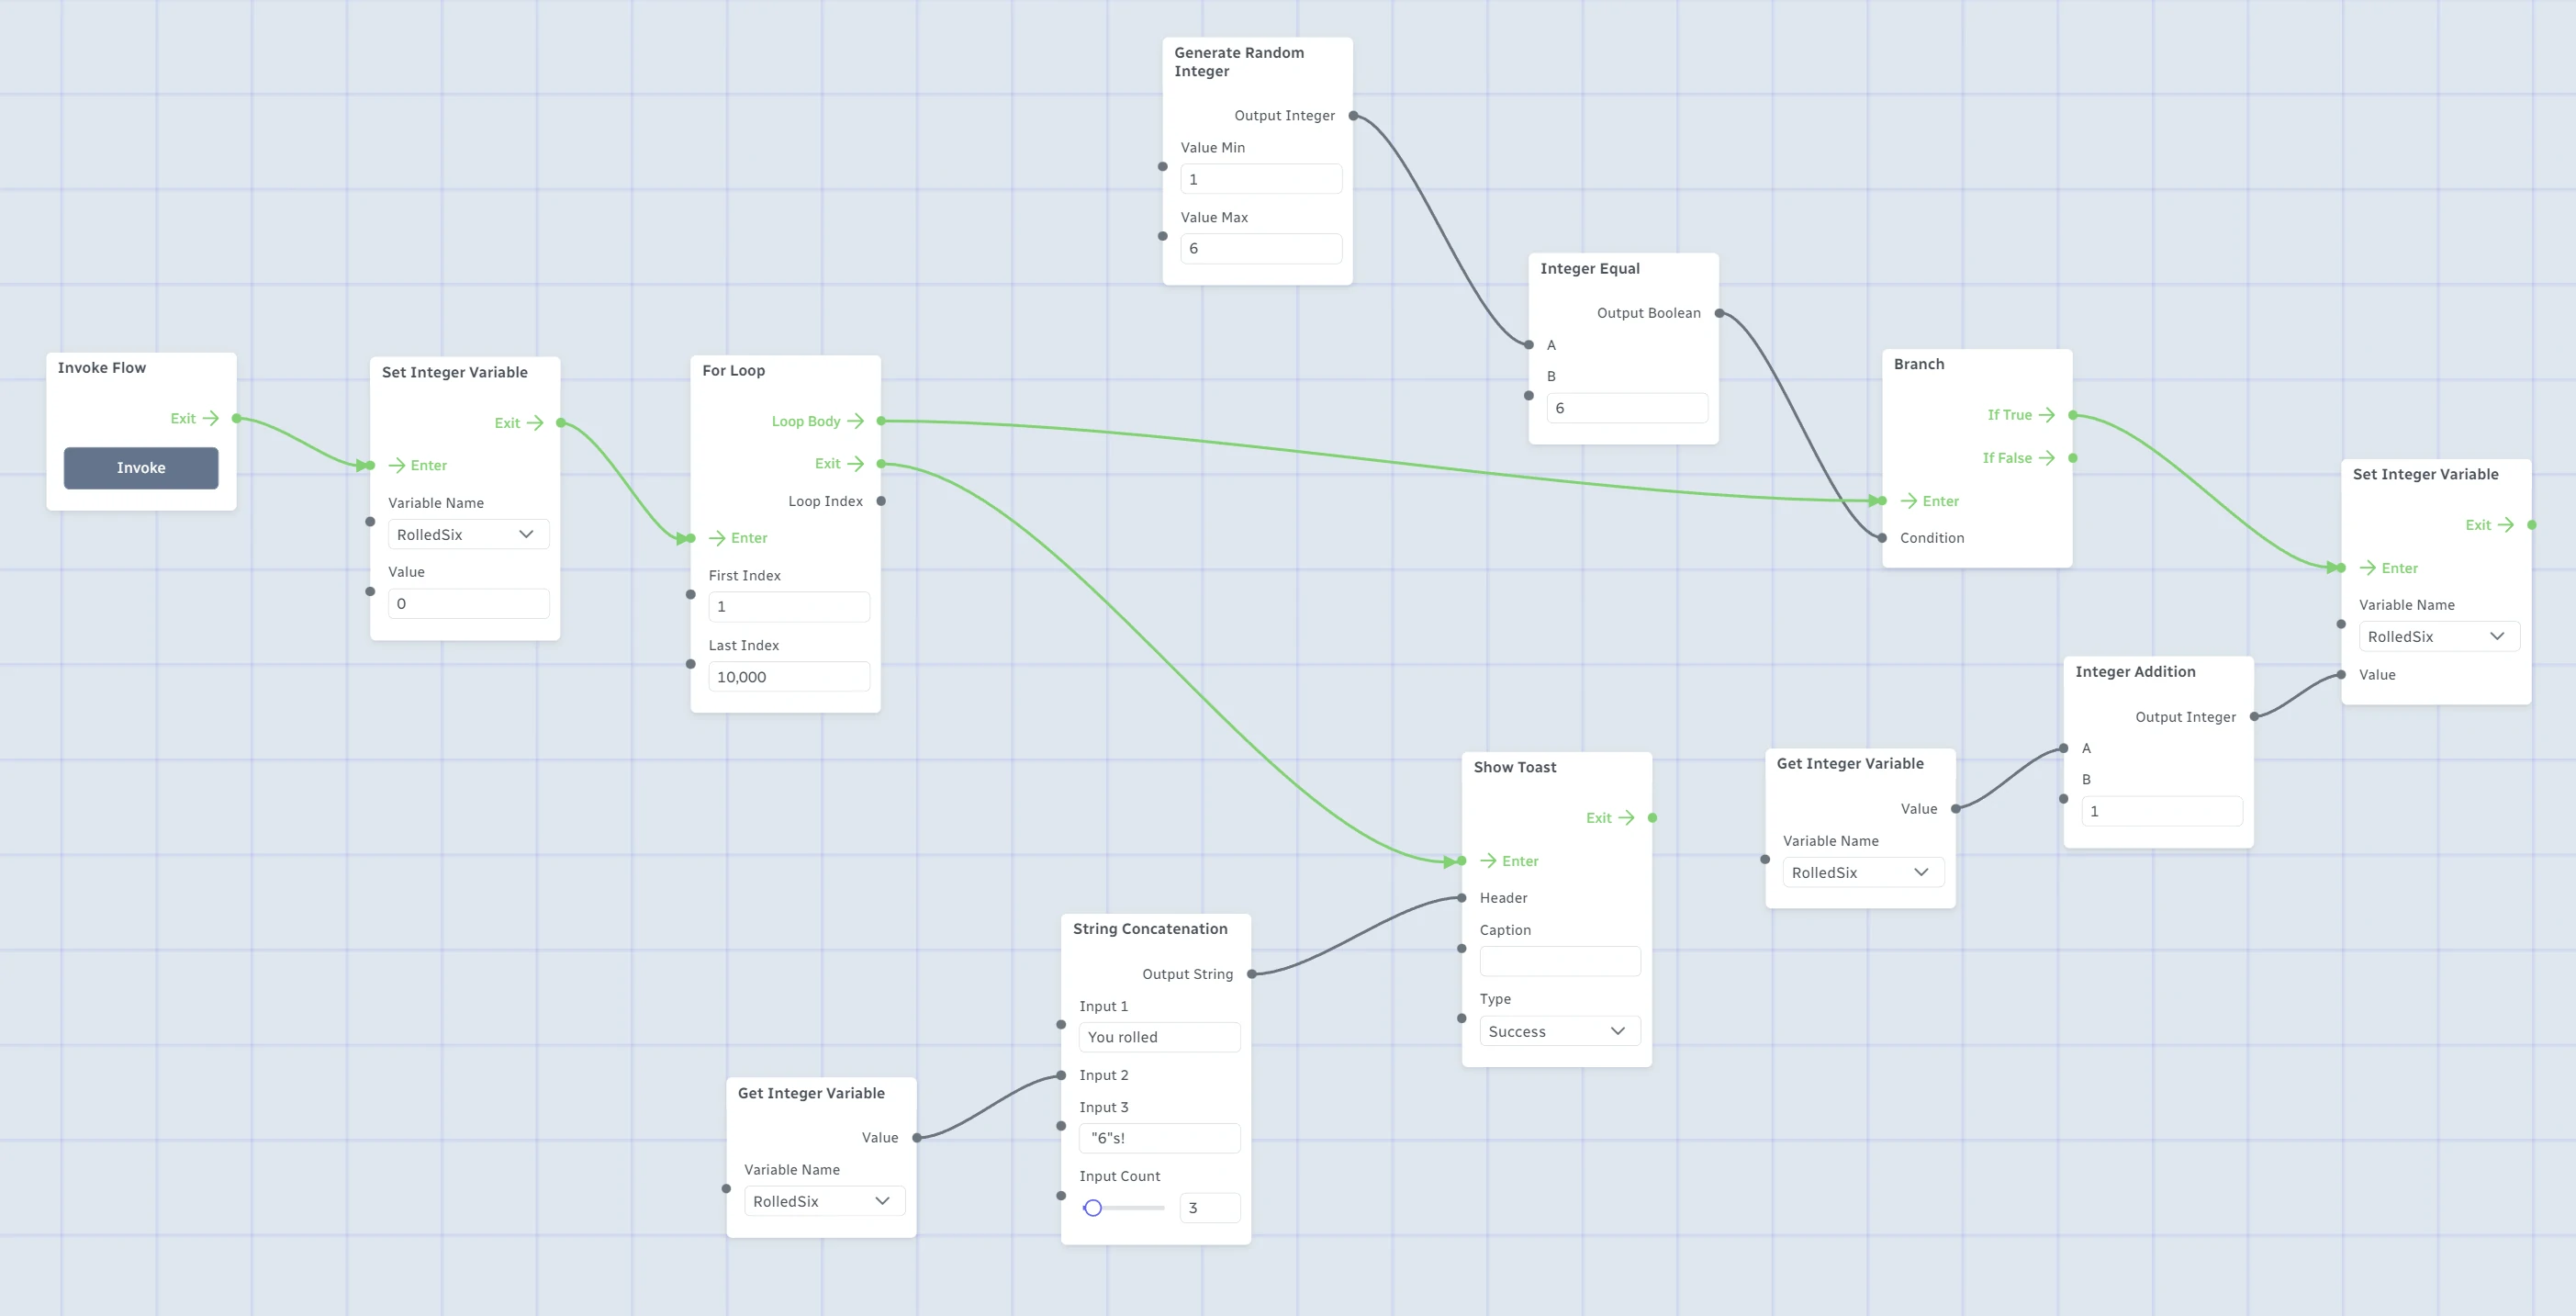 Generate Random
Integer
Output Integer
Value Min
1
Value Max
6
Integer Equal
Output Boolean
A
B
6
Invoke Flow
Exit
Invoke
Set Integer Variable
Exit
Enter
Variable Name
RolledSix
Value
0
For Loop
Loop Body
Exit
Loop Index
Enter
First Index
1
Last Index
10,000
Branch
If True
If False
Enter
Condition
Set Integer Variable
Exit
Enter
Variable Name
RolledSix
Value
Integer Addition
Output Integer
A
B
1
Get Integer Variable
Value
Variable Name
RolledSix
Show Toast
Exit
Enter
Header
Caption
Type
Success
String Concatenation
Output String
Input 1
You rolled
Input 2
Input 3
"6"s!
Input Count
3
Get Integer Variable
Value
Variable Name
RolledSix